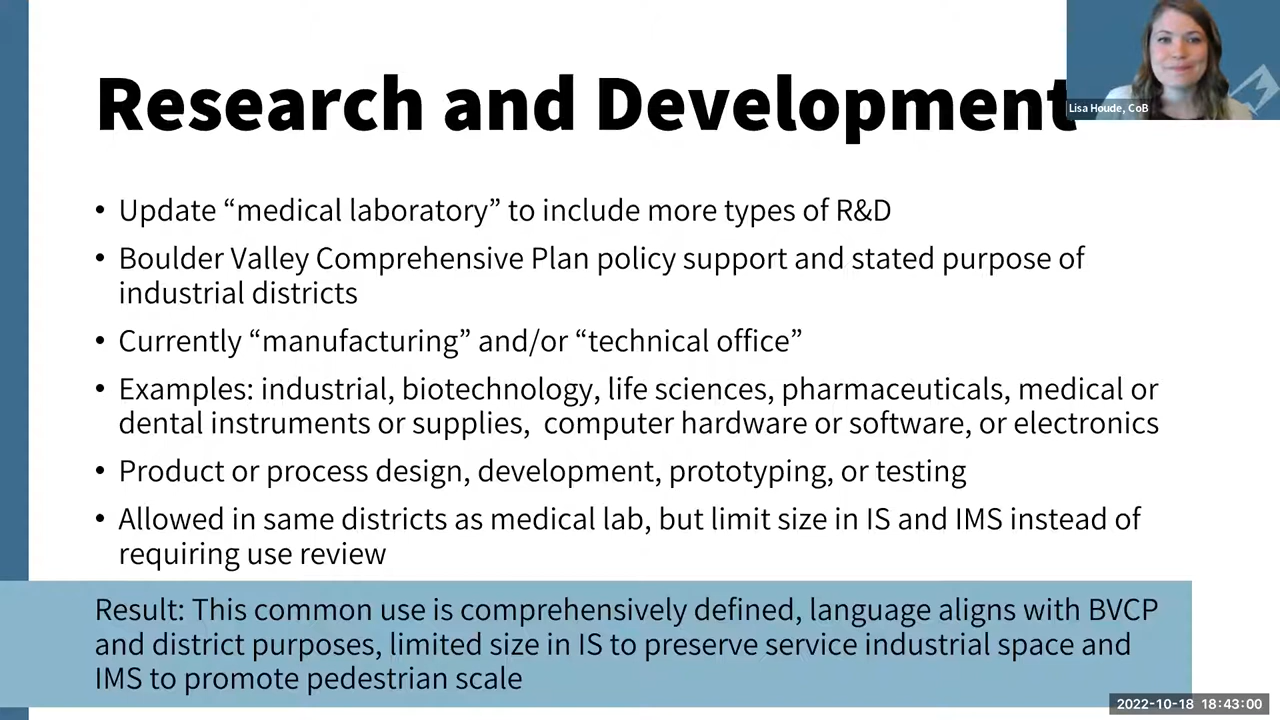 Research and Development
Lisa Houde, CoB
• Update “medical laboratory” to include more types of R&D
• Boulder Valley Comprehensive Plan policy support and stated purpose of
industrial districts
• Currently “manufacturing” and/or “technical office”
• Examples: industrial, biotechnology, life sciences, pharmaceuticals, medical or
dental instruments or supplies,  computer hardware or software, or electronics
• Product or process design, development, prototyping, or testing
• Allowed in same districts as medical lab, but limit size in IS and IMS instead of
requiring use review
Result: This common use is comprehensively defined, language aligns with BVCP
and district purposes, limited size in IS to preserve service industrial space and
IMS to promote pedestrian scale
2022-10-18 18:43:00